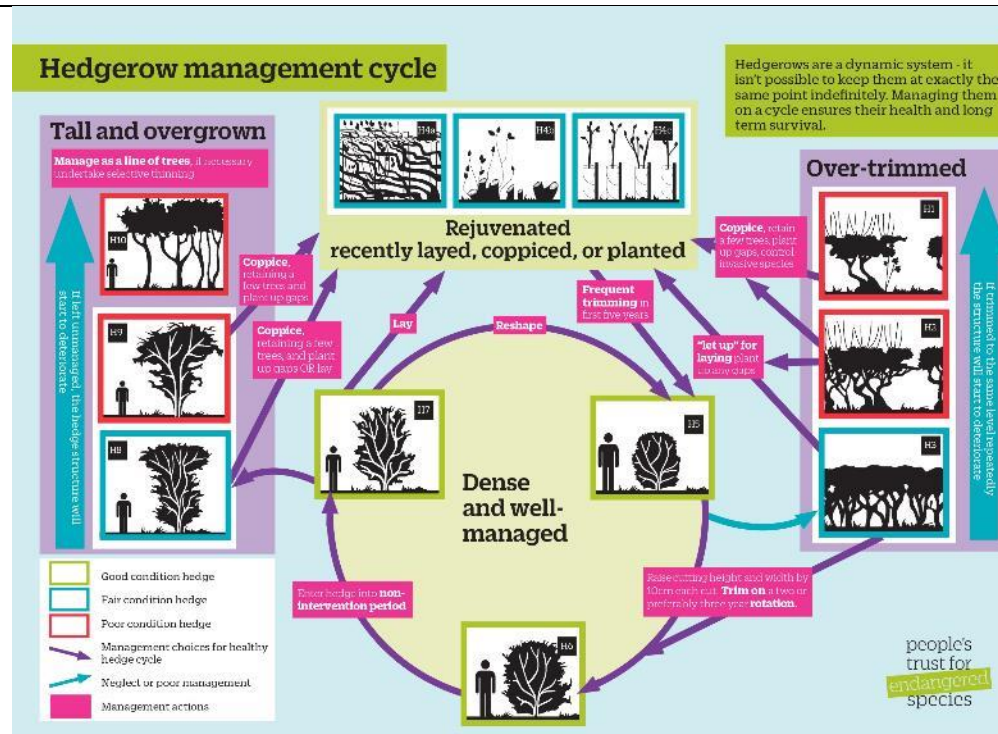 Hedgerow management cycle
Hedgerows are a dynamic system - it
isn't possible to keep them at exactly the
same point indefinitely. Managing them
on a cycle ensures their health and long
term survival.
Tall and overgrown
Manage as a line of trees, if necessary
undertake selective thinning
H10
H9
H8
If left unmanaged, the hedge structure will
start to deteriorate
H4a
H4b
H4c
Rejuvenated
recently layed, coppiced, or planted
Over-trimmed
H1
H2
H3
If trimmed to the same level repeatedly
the structure will start to deteriorate
Coppice,
retaining a
few trees and
plant up gaps
Coppice,
retaining a few
trees, and plant
up gaps OR lay
Lay
Reshape
Frequent
trimming in
first five years
Coppice, retain
a few trees, plant
up gaps, control
invasive species
"let up" for
laying plant
up any gaps
H7
H5
Dense
and well-
managed
Enter hedge into non-
intervention period
Raise cutting height and width by
10cm each cut. Trim on a two or
preferably three year rotation.
H6
Good condition hedge
Fair condition hedge
Poor condition hedge
Management choices for healthy
hedge cycle
Neglect or poor management
Management actions
people's
trust for
endangered
species